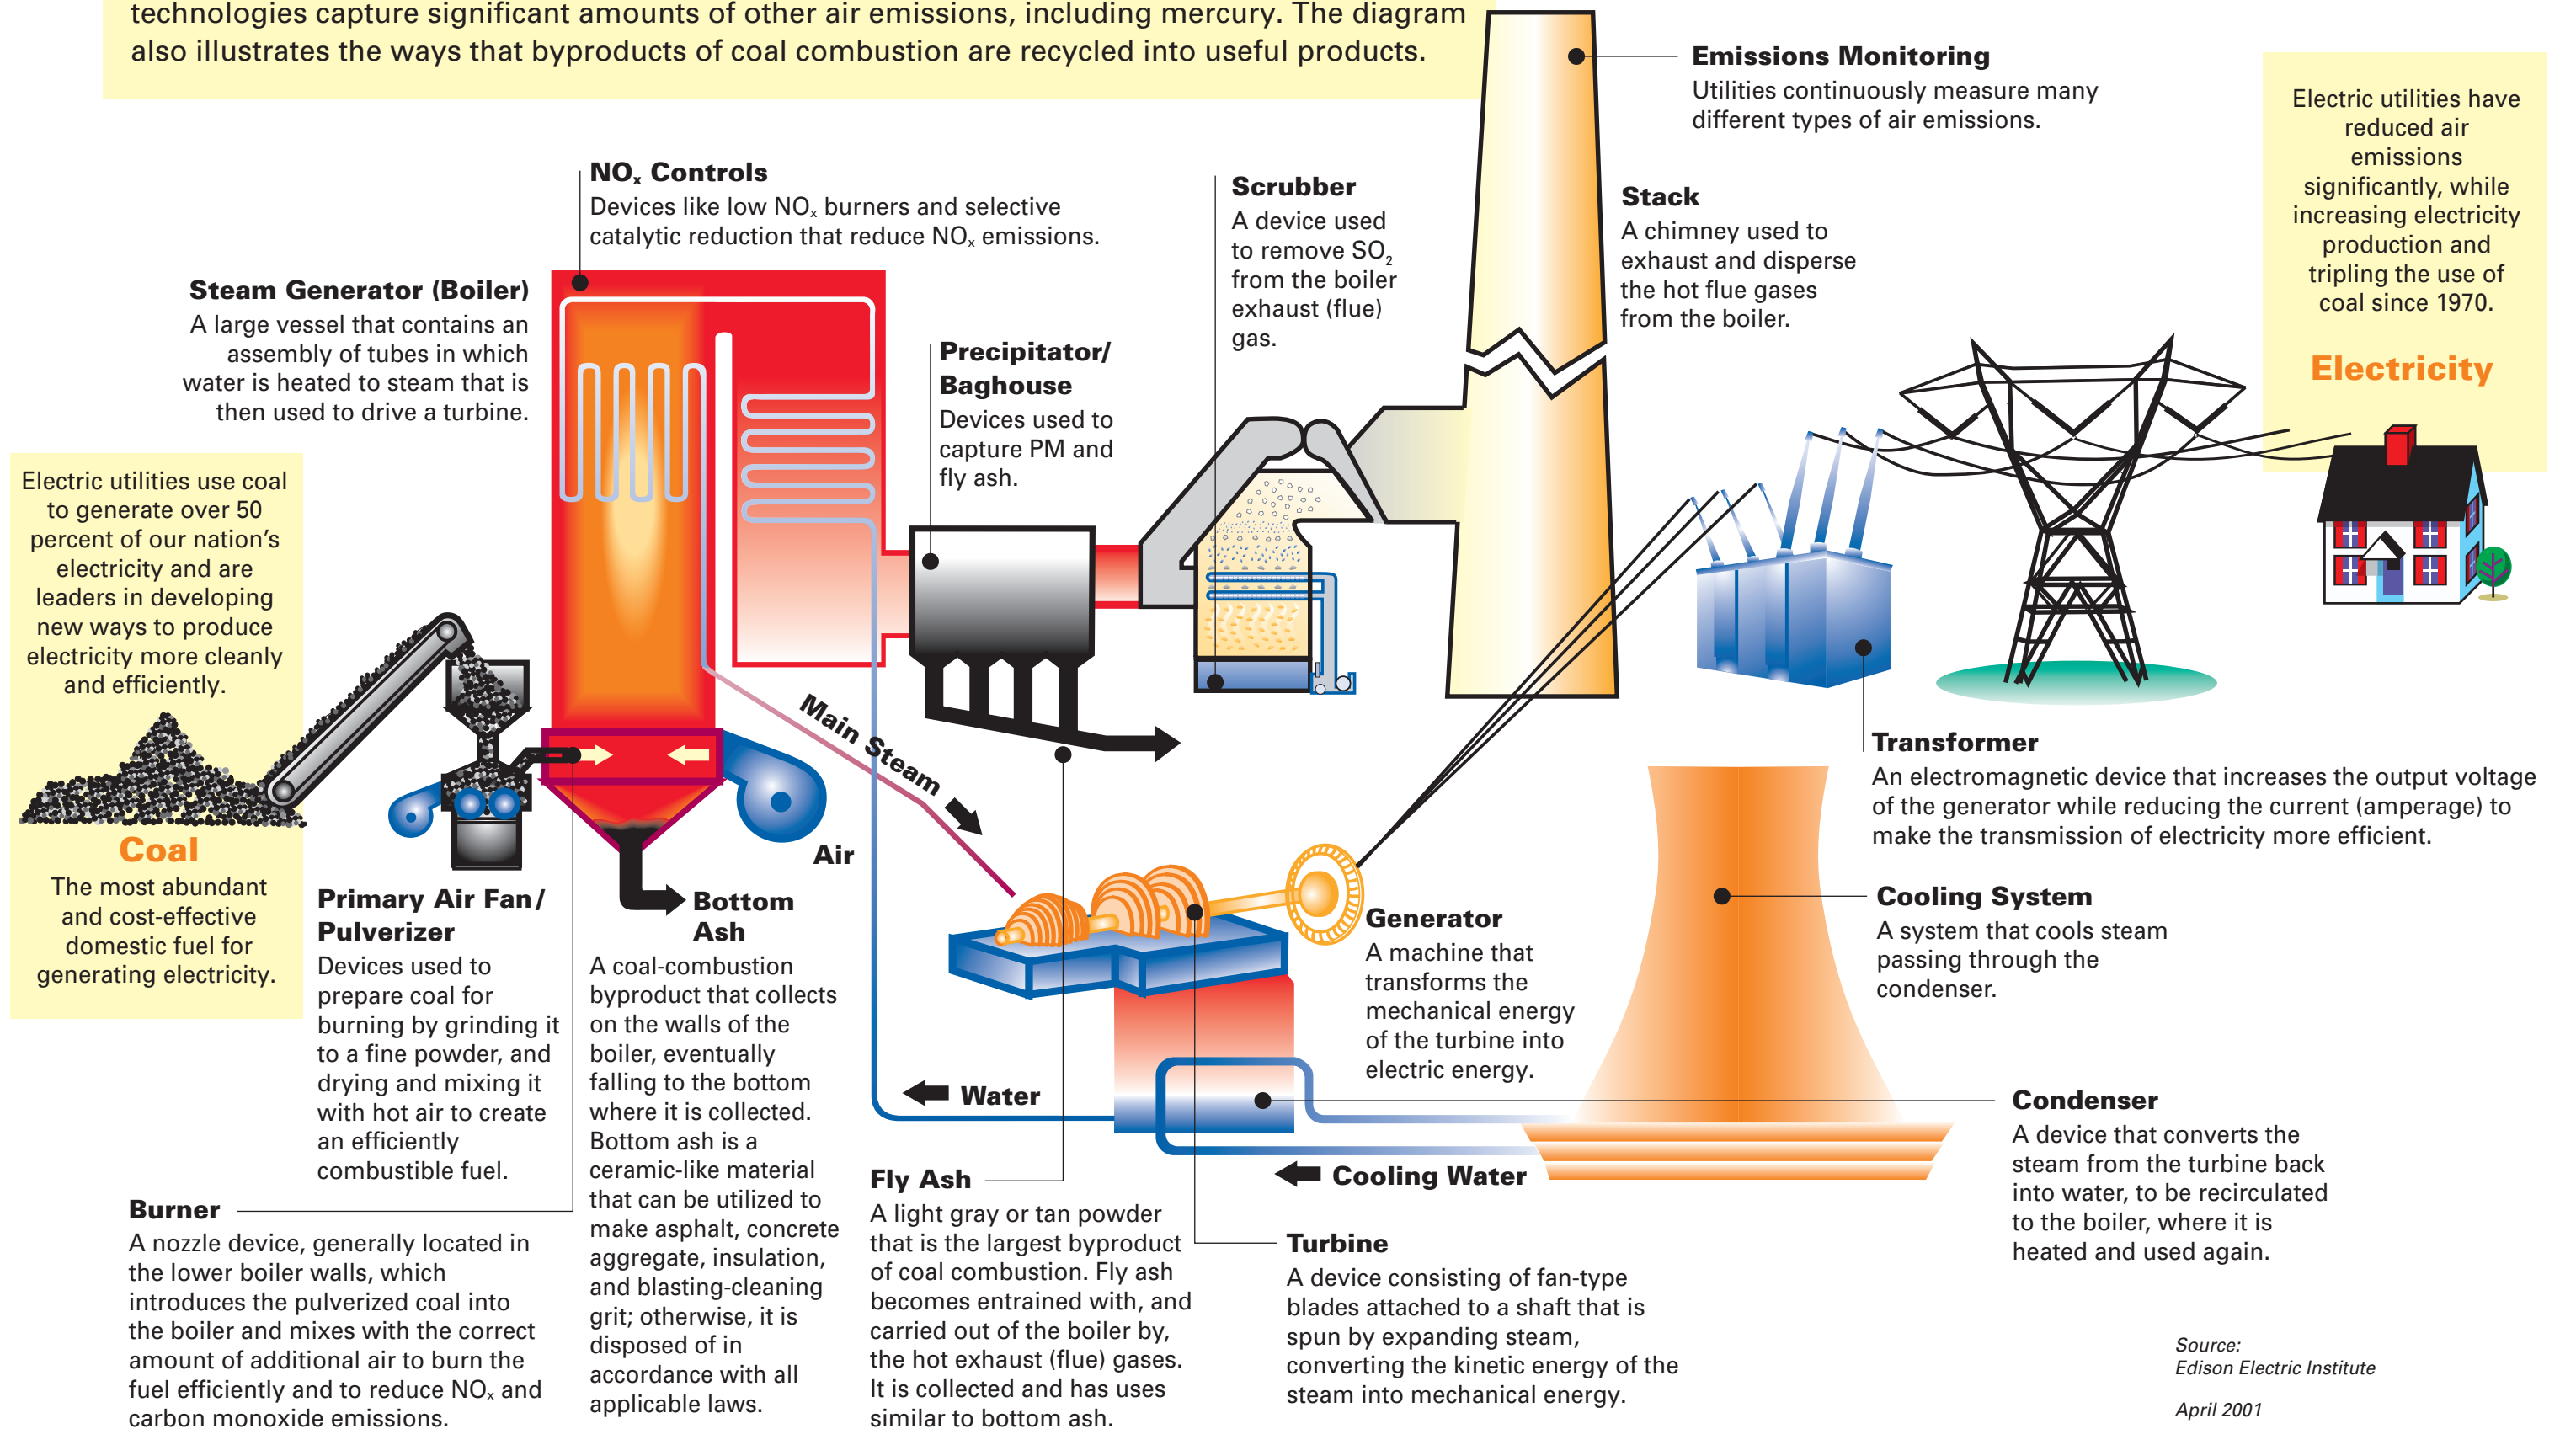 technologies capture significant amounts of other air emissions, including mercury. The diagram
also illustrates the ways that byproducts of coal combustion are recycled into useful products.
Emissions Monitoring
Utilities continuously measure many
different types of air emissions.
Electric utilities have
reduced air
emissions
significantly, while
increasing electricity
production and
tripling the use of
coal since 1970.
Electricity
NOx Controls
Devices like low NOx burners and selective
catalytic reduction that reduce NOx emissions.
Scrubber
A device used
to remove SO2
from the boiler
exhaust (flue)
gas.
Stack
A chimney used to
exhaust and disperse
the hot flue gases
from the boiler.
Steam Generator (Boiler)
A large vessel that contains an
assembly of tubes in which
water is heated to steam that is
then used to drive a turbine.
Precipitator/
Baghouse
Devices used to
capture PM and
fly ash.
Electric utilities use coal
to generate over 50
percent of our nation's
electricity and are
leaders in developing
new ways to produce
electricity more cleanly
and efficiently.
Coal
The most abundant
and cost-effective
domestic fuel for
generating electricity.
Main Steam
Air
Transformer
An electromagnetic device that increases the output voltage
of the generator while reducing the current (amperage) to
make the transmission of electricity more efficient.
Primary Air Fan/
Pulverizer
Devices used to
prepare coal for
burning by grinding it
to a fine powder, and
drying and mixing it
with hot air to create
an efficiently
combustible fuel.
Bottom
Ash
A coal-combustion
byproduct that collects
on the walls of the
boiler, eventually
falling to the bottom
where it is collected.
Bottom ash is a
ceramic-like material
that can be utilized to
make asphalt, concrete
aggregate, insulation,
and blasting-cleaning
grit; otherwise, it is
disposed of in
accordance with all
applicable laws.
Generator
A machine that
transforms the
mechanical energy
of the turbine into
electric energy.
Cooling System
A system that cools steam
passing through the
condenser.
Water
Cooling Water
Condenser
A device that converts the
steam from the turbine back
into water, to be recirculated
to the boiler, where it is
heated and used again.
Burner
A nozzle device, generally located in
the lower boiler walls, which
introduces the pulverized coal into
the boiler and mixes with the correct
amount of additional air to burn the
fuel efficiently and to reduce NOx and
carbon monoxide emissions.
Fly Ash
A light gray or tan powder
that is the largest byproduct
of coal combustion. Fly ash
becomes entrained with, and
carried out of the boiler by,
the hot exhaust (flue) gases.
It is collected and has uses
similar to bottom ash.
Turbine
A device consisting of fan-type
blades attached to a shaft that is
spun by expanding steam,
converting the kinetic energy of the
steam into mechanical energy.
Source:
Edison Electric Institute
April 2001